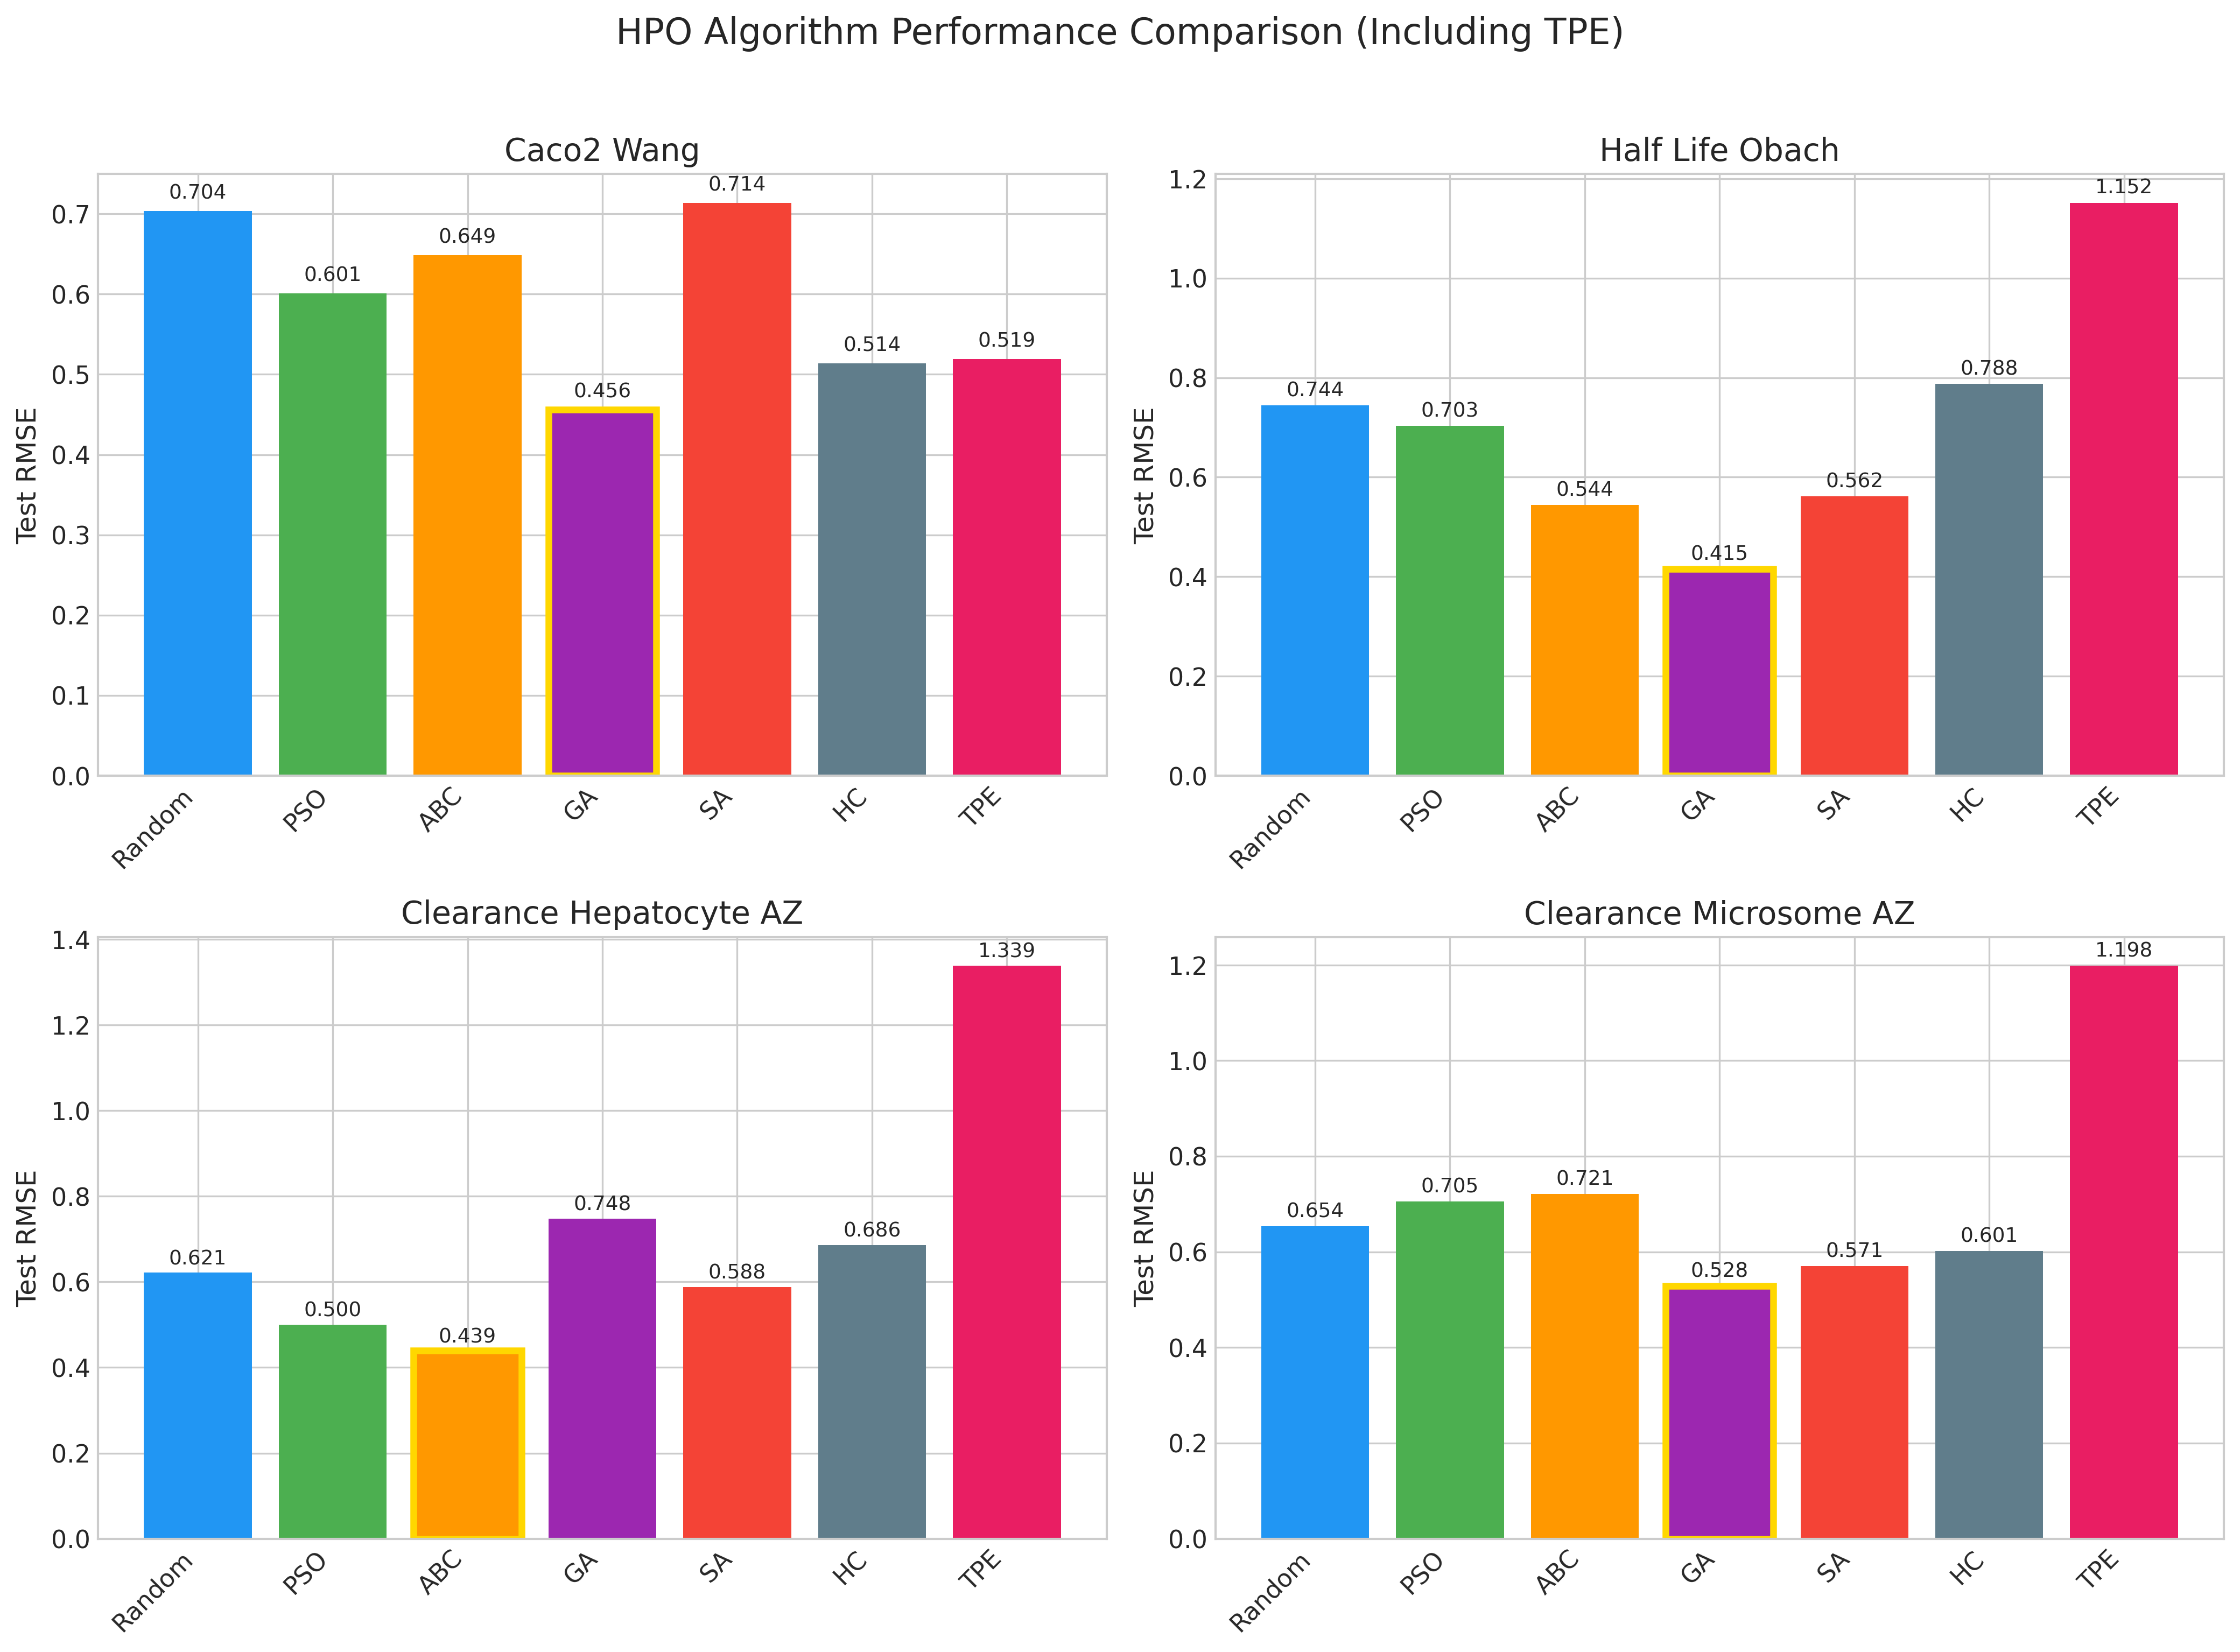 HPO Algorithm Performance Comparison (Including TPE)
Caco2 Wang
Test RMSE
0.7
0.6
0.5
0.4
0.3
0.2
0.1
0.0
0.704
0.601
0.649
0.456
0.714
0.514
0.519
Random
PSO
ABC
GA
SA
HC
TPE
Half Life Obach
Test RMSE
1.2
1.0
0.8
0.6
0.4
0.2
0.0
0.744
0.703
0.544
0.415
0.562
0.788
1.152
Random
PSO
ABC
GA
SA
HC
TPE
Clearance Hepatocyte AZ
Test RMSE
1.4
1.2
1.0
0.8
0.6
0.4
0.2
0.0
0.621
0.500
0.439
0.748
0.588
0.686
1.339
Random
PSO
ABC
GA
SA
HC
TPE
Clearance Microsome AZ
Test RMSE
1.2
1.0
0.8
0.6
0.4
0.2
0.0
0.654
0.705
0.721
0.528
0.571
0.601
1.198
Random
PSO
ABC
GA
SA
HC
TPE